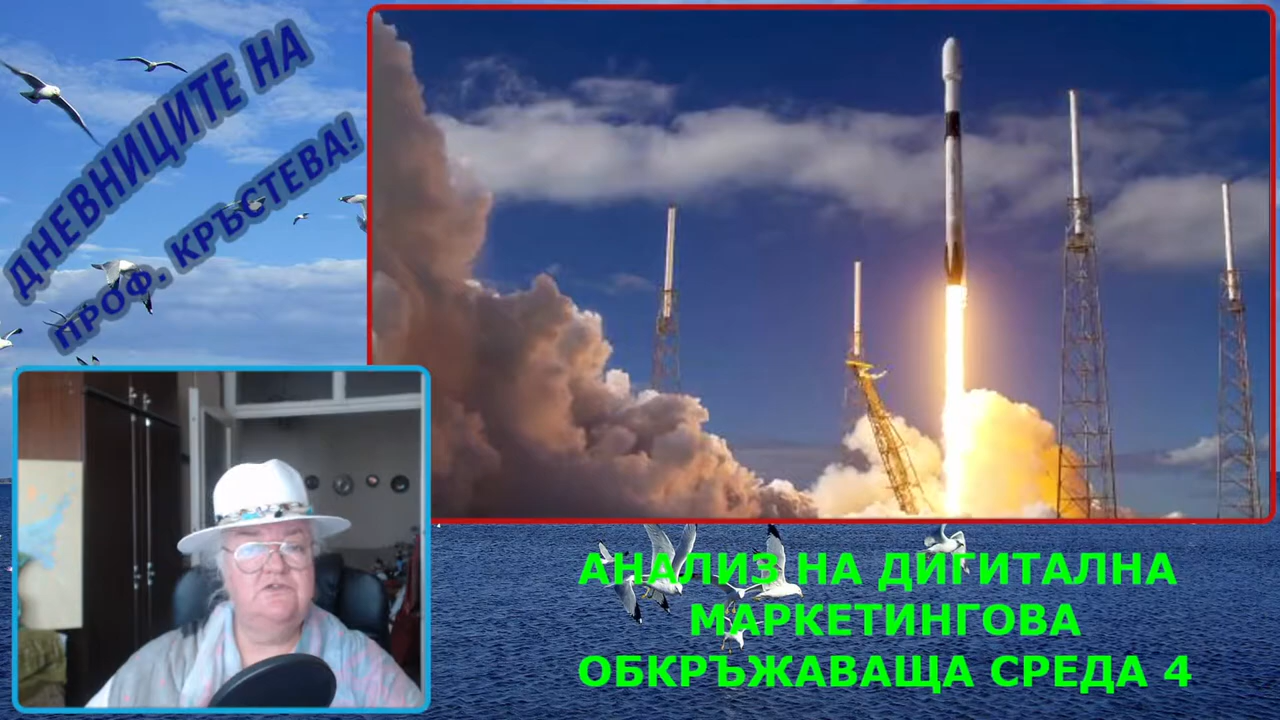 ДНЕВНИЦИТЕ НА
ПРОФ. КРЪСТЕВА!
АНАЛИЗ НА ДИГИТАЛНА
МАРКЕТИНГОВА
ОБКРЪЖАВАЩА СРЕДА 4